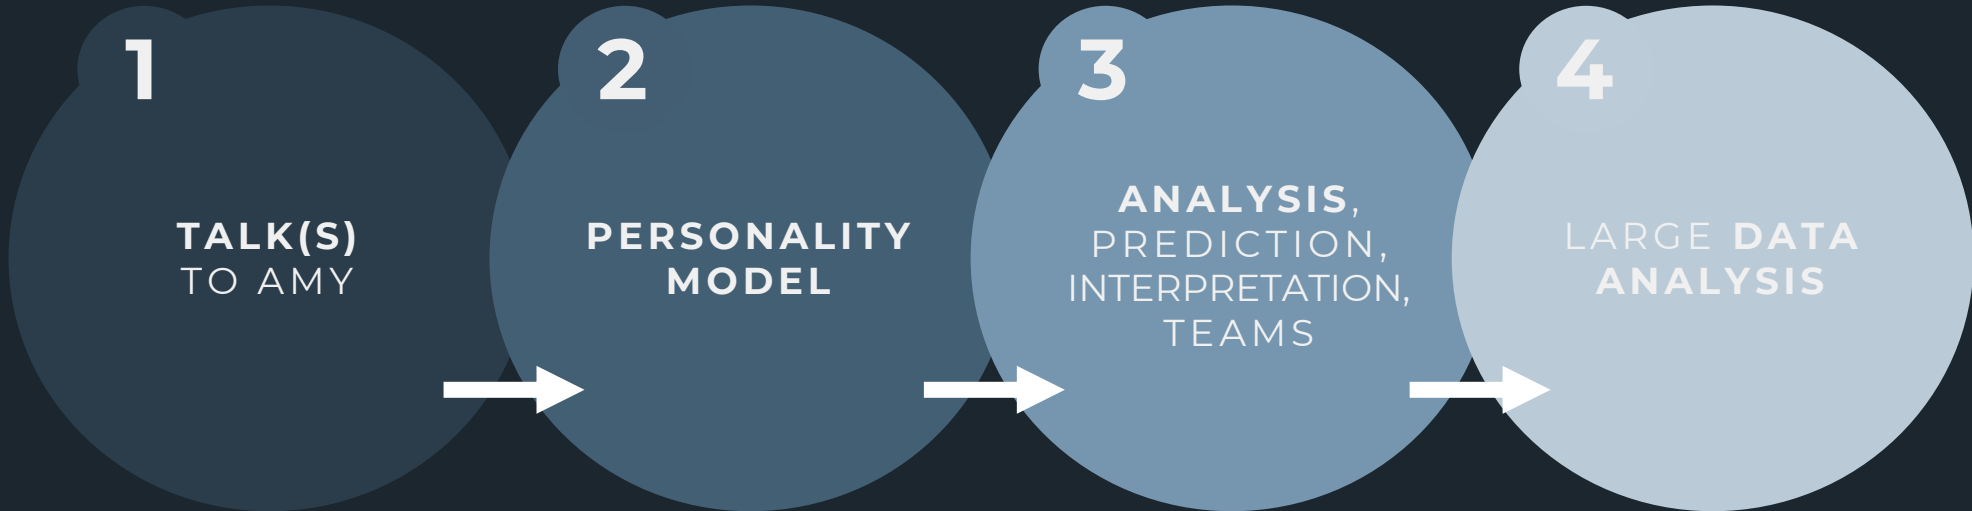 1
TALK(S)
TO AMY
2
PERSONALITY
MODEL
3
ANALYSIS,
PREDICTION,
INTERPRETATION,
TEAMS
4
LARGE DATA
ANALYSIS